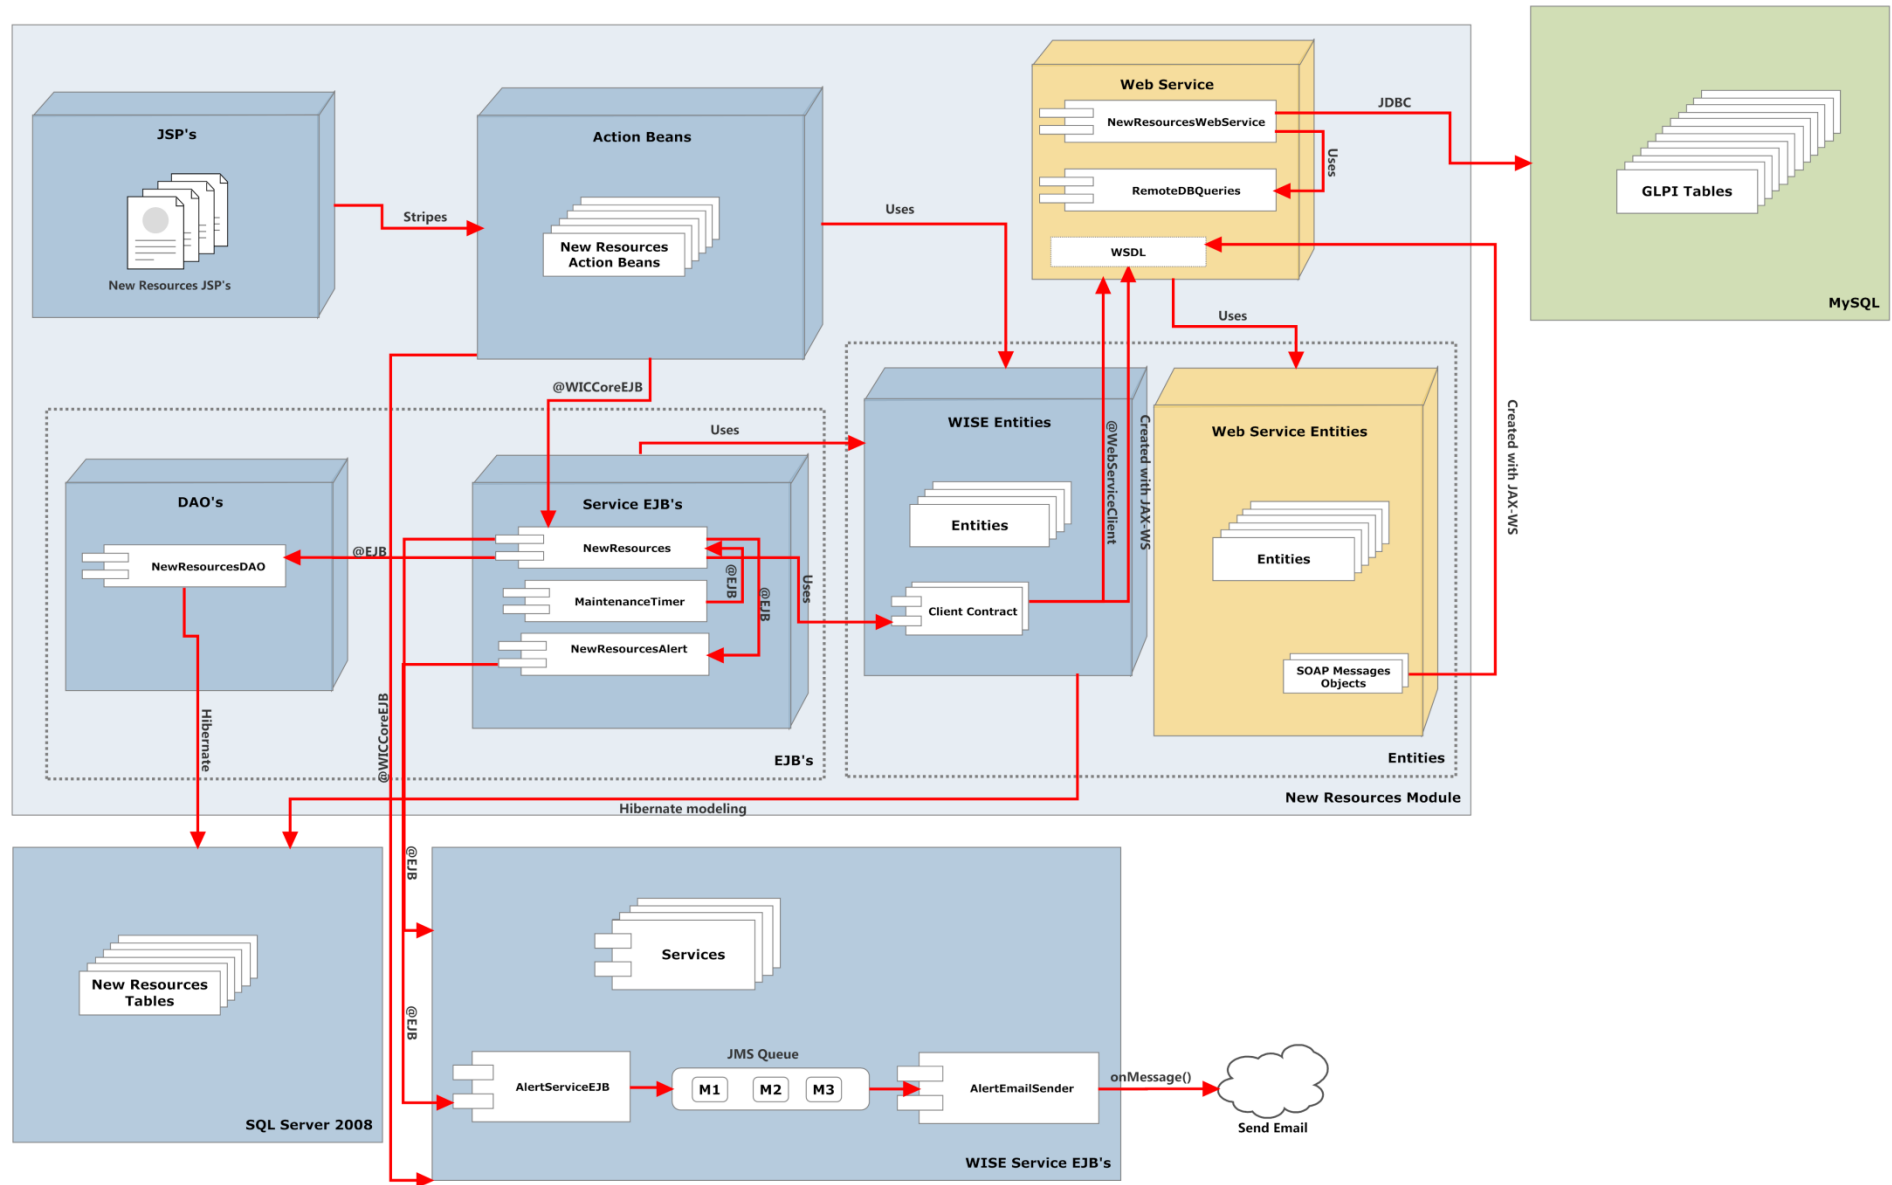 JSP's
New Resources JSP's
Stripes
Action Beans
New Resources
Action Beans
Uses
Web Service
NewResourcesWebService
RemoteDBQueries
WSDL
JDBC
Uses
GLPI Tables
MySQL
Uses
@WICCoreEJB
Uses
DAO's
NewResourcesDAO
@EJB
Service EJB's
NewResources
MaintenanceTimer
NewResourcesAlert
@EJB
@EJB
Uses
EJB's
WISE Entities
Entities
Client Contract
@WebServiceClient
Created with JAX-WS
Web Service Entities
Entities
SOAP Messages
Objects
Created with JAX-WS
Entities
New Resources Module
Hibernate
@WICCoreEJB
Hibernate modeling
@EJB
@EJB
New Resources
Tables
SQL Server 2008
Services
AlertServiceEJB
JMS Queue
M1
M2
M3
AlertEmailSender
onMessage()
Send Email
WISE Service EJB's